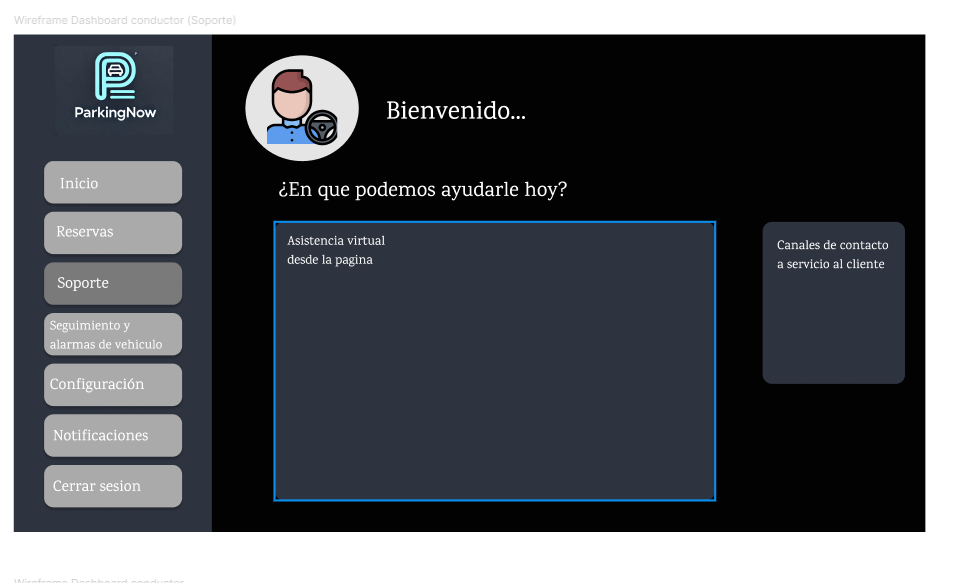 Wireframe Dashboard conductor (Soporte)
ParkingNow
Bienvenido...
¿En que podemos ayudarle hoy?
Inicio
Reservas
Soporte
Seguimiento y
alarmas de vehiculo
Configuración
Notificaciones
Cerrar sesion
Asistencia virtual
desde la pagina
Canales de contacto
a servicio al cliente
Wireframe Dashboard conductor